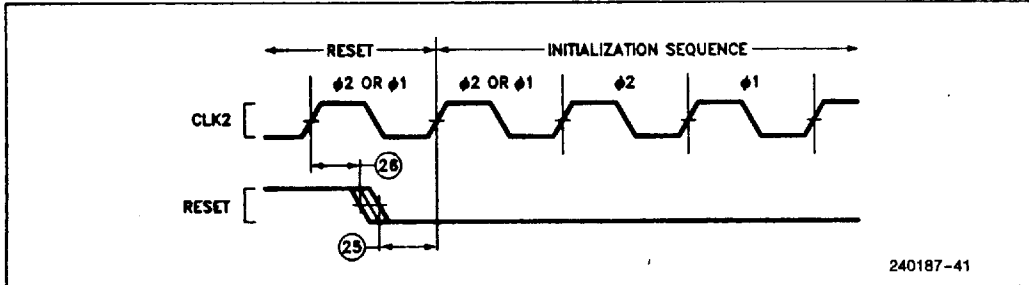 RESET INITIALIZATION SEQUENCE
ϕ2 OR ϕ1 ϕ2 OR ϕ1 ϕ2 ϕ1
CLK2
26
RESET
25
240187-41